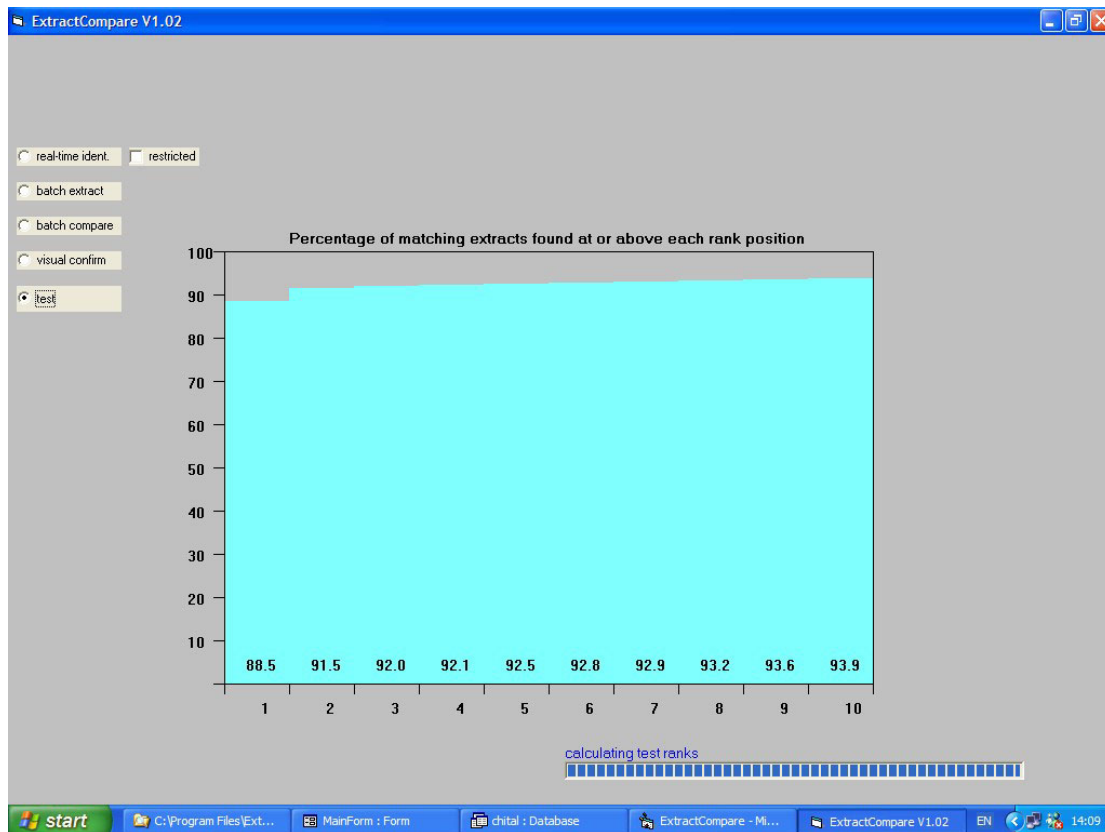 ExtractCompare V1.02
real-time ident. restricted
batch extract
batch compare
visual confirm
test
Percentage of matching extracts found at or above each rank position
100
90
80
70
60
50
40
30
20
10
88.5 91.5 92.0 92.1 92.5 92.8 92.9 93.2 93.6 93.9
1 2 3 4 5 6 7 8 9 10
calculating test ranks
start C:\Program Files\Ext... MainForm : Form chital : Database ExtractCompare - Mi... ExtractCompare V1.02 EN 14:09